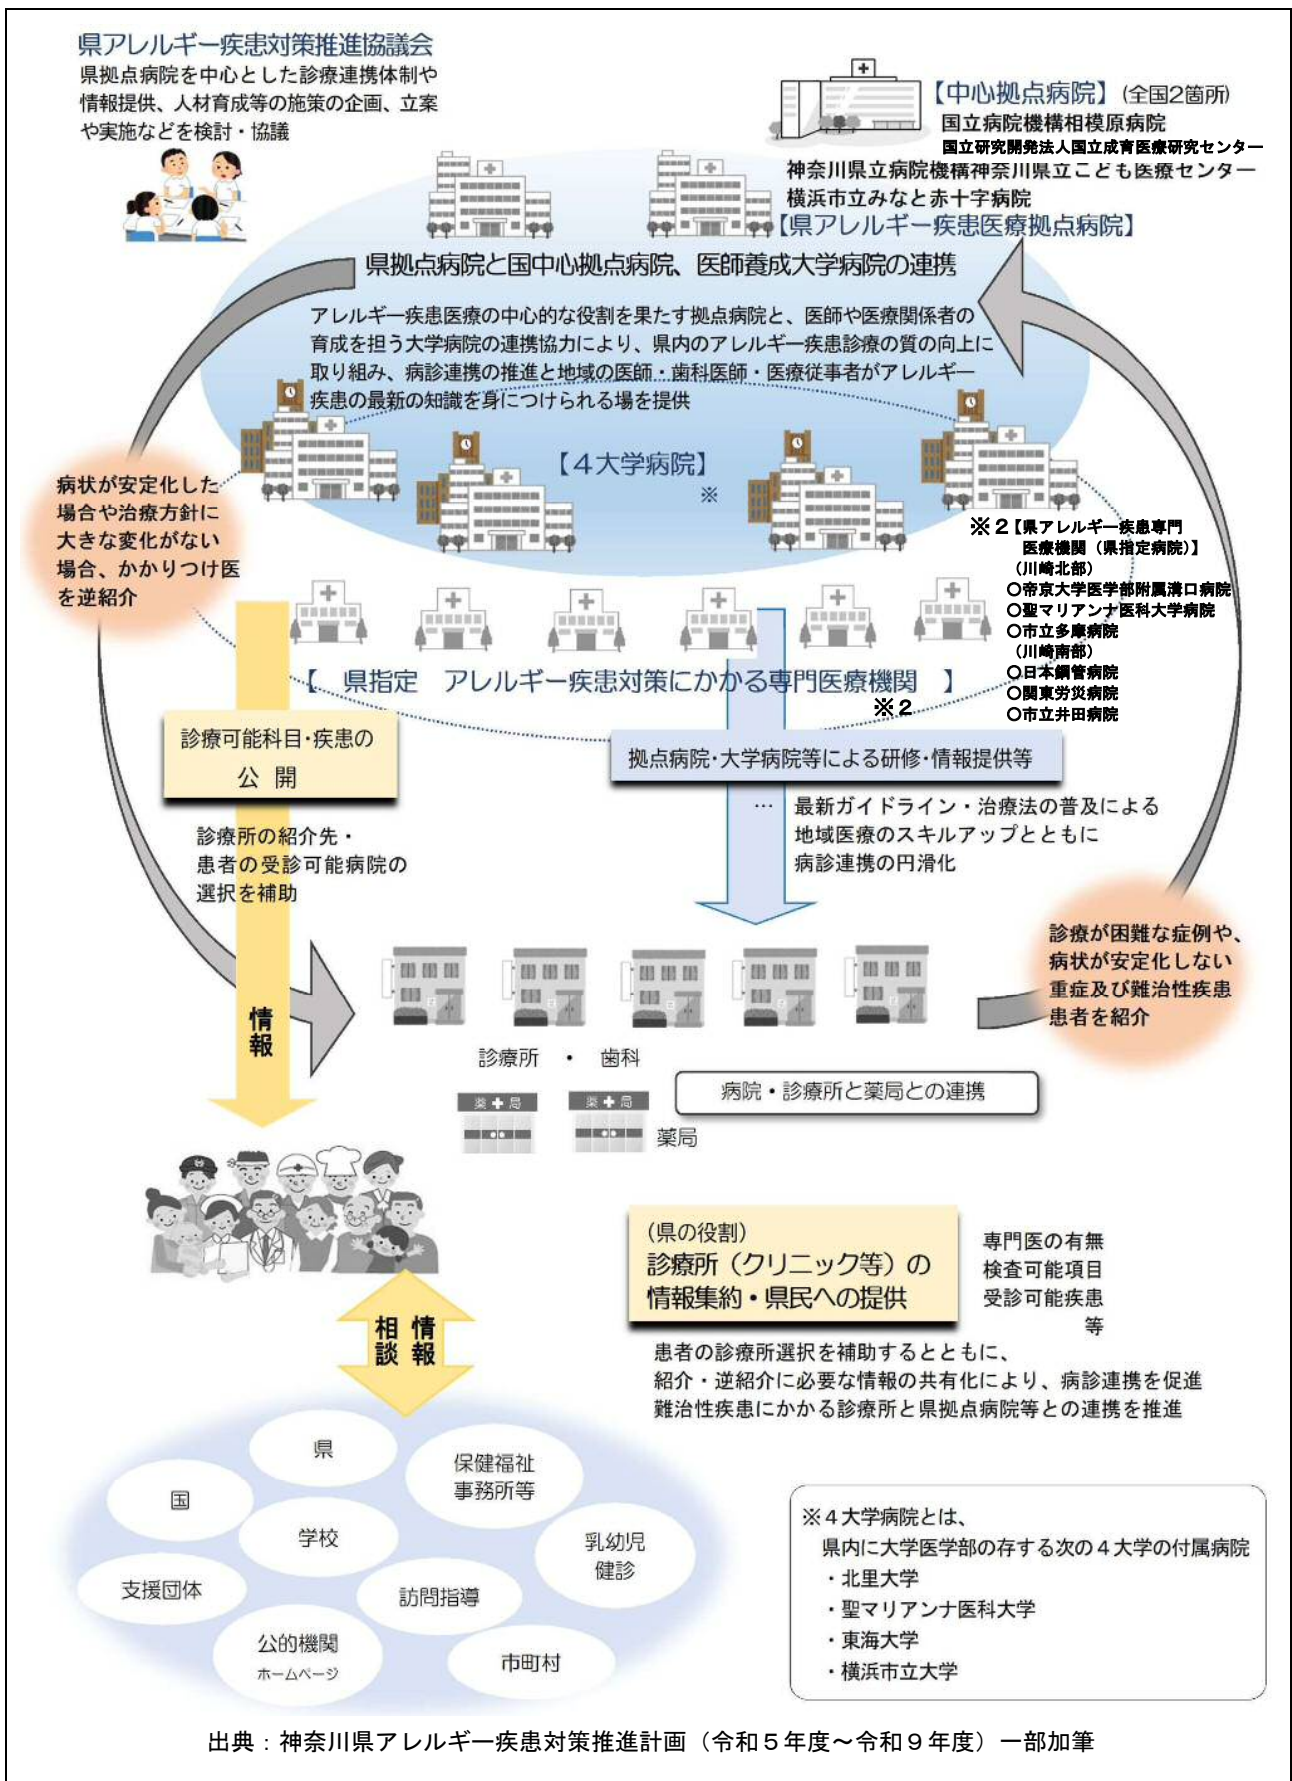 県アレルギー疾患対策推進協議会
県拠点病院を中心とした診療連携体制や
情報提供、人材育成等の施策の企画、立案
や実施などを検討・協議
【中心拠点病院】(全国2箇所)
国立病院機構相模原病院
国立研究開発法人国立成育医療研究センター
神奈川県立病院機構神奈川県立こども医療センター
横浜市立みなと赤十字病院
【県アレルギー疾患医療拠点病院】
県拠点病院と国中心拠点病院、医師養成大学病院の連携
アレルギー疾患医療の中心的な役割を果たす拠点病院と、医師や医療関係者の
育成を担う大学病院の連携協力により、県内のアレルギー疾患診療の質の向上に
取り組み、病診連携の推進と地域の医師・歯科医師・医療従事者がアレルギー
疾患の最新の知識を身につけられる場を提供
【4大学病院】
※
病状が安定化した
場合や治療方針に
大きな変化がない
場合、かかりつけ医
を逆紹介
※2【県アレルギー疾患専門
医療機関（県指定病院)】
（川崎北部）
〇帝京大学医学部附属溝口病院
〇聖マリアンナ医科大学病院
〇市立多摩病院
（川崎南部）
〇日本鋼管病院
〇関東労災病院
〇市立井田病院
【 県指定 アレルギー疾患対策にかかる専門医療機関 】
※2
診療可能科目・疾患の
公 開
診療所の紹介先・
患者の受診可能病院の
選択を補助
拠点病院・大学病院等による研修・情報提供等
… 最新ガイドライン・治療法の普及による
地域医療のスキルアップとともに
病診連携の円滑化
診療が困難な症例や、
病状が安定化しない
重症及び難治性疾患
患者を紹介
情報
診療所 ・ 歯科
薬✚局
薬✚局
薬局
病院・診療所と薬局との連携
(県の役割)
診療所（クリニック等）の
情報集約・県民への提供
専門医の有無
検査可能項目
受診可能疾患
等
患者の診療所選択を補助するとともに、
紹介・逆紹介に必要な情報の共有化により、病診連携を促進
難治性疾患にかかる診療所と県拠点病院等との連携を推進
情報
相談
県
保健福祉
事務所等
国
学校
乳幼児
健診
支援団体
訪問指導
公的機関
ホームページ
市町村
※４大学病院とは、
県内に大学医学部の存する次の４大学の付属病院
・北里大学
・聖マリアンナ医科大学
・東海大学
・横浜市立大学
出典：神奈川県アレルギー疾患対策推進計画（令和５年度～令和９年度）一部加筆